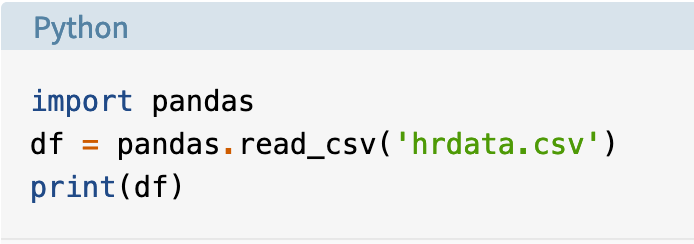 Python
import pandas
df = pandas.read_csv('hrdata.csv')
print(df)